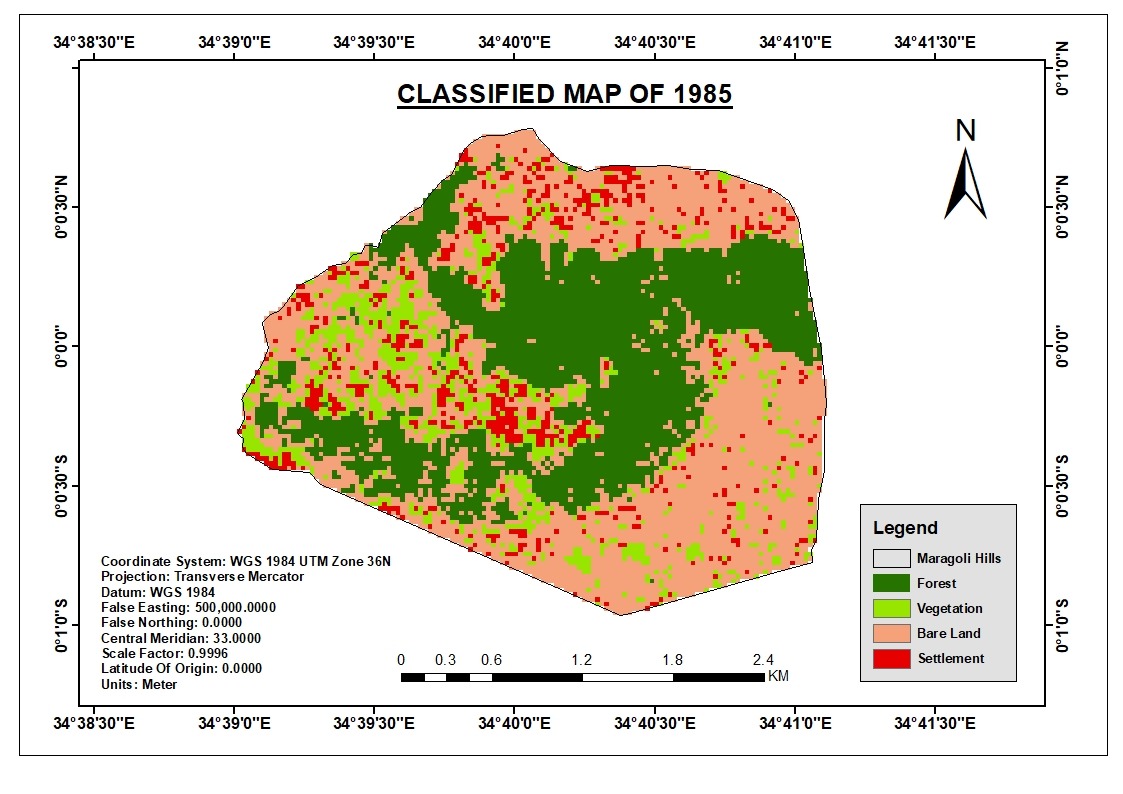 34°38'30"E 34°39'0"E 34°39'30"E 34°40'0"E 34°40'30"E 34°41'0"E 34°41'30"E
CLASSIFIED MAP OF 1985
N
0°1'0"N
0°0'30"N
0°0'30"N
0°0'0"
0°0'0"
0°0'30"S
0°0'30"S
0°1'0"S
0°1'0"S
Legend
Maragoli Hills
Forest
Vegetation
Bare Land
Settlement
Coordinate System: WGS 1984 UTM Zone 36N
Projection: Transverse Mercator
Datum: WGS 1984
False Easting: 500,000.0000
False Northing: 0.0000
Central Meridian: 33.0000
Scale Factor: 0.9996
Latitude Of Origin: 0.0000
Units: Meter
0 0.3 0.6 1.2 1.8 2.4
KM
34°38'30"E 34°39'0"E 34°39'30"E 34°40'0"E 34°40'30"E 34°41'0"E 34°41'30"E